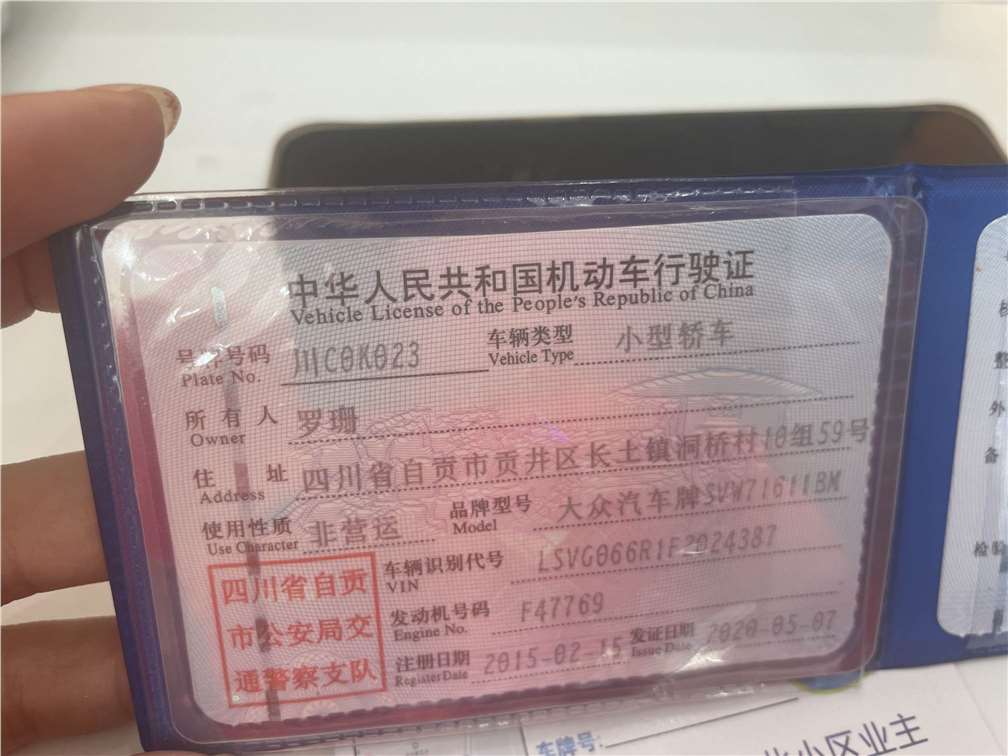 中华人民共和国机动车行驶证
Vehicle License of the People's Republic of China
号牌号码 川C0K023 车辆类型 小型轿车
Plate No. Vehicle Type
所有人 罗珊
Owner
住址 四川省自贡市贡井区长土镇洞桥村10组59号
Address
使用性质 非营运 品牌型号 大众汽车牌SVW71611BM
Use Character Model
车辆识别代号 LSVG066R1F2024387
VIN
发动机号码 F47769
Engine No.
注册日期 2015-02-15 发证日期 2020-05-07
Register Date Issue Date
四川省自贡
市公安局交
通警察支队
外
备
检验
车牌号:
小区业主